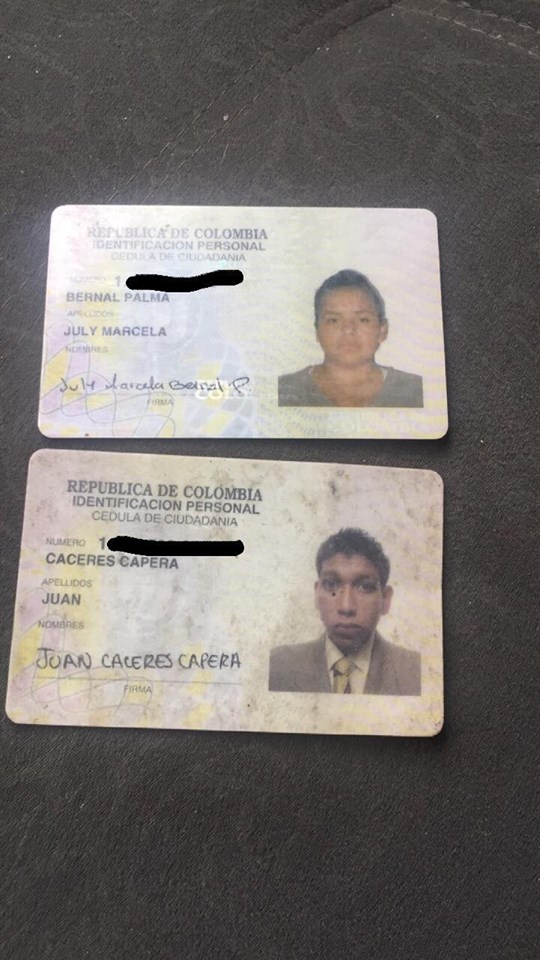 REPUBLICA DE COLOMBIA
IDENTIFICACION PERSONAL
CEDULA DE CIUDADANIA
NUMERO 1
BERNAL PALMA
APELLIDOS
JULY MARCELA
NOMBRES
July Marcela Bernal P.
FIRMA
REPUBLICA DE COLOMBIA
IDENTIFICACION PERSONAL
CEDULA DE CIUDADANIA
NUMERO 1
CACERES CAPERA
APELLIDOS
JUAN
NOMBRES
JUAN CACERES CAPERA
FIRMA